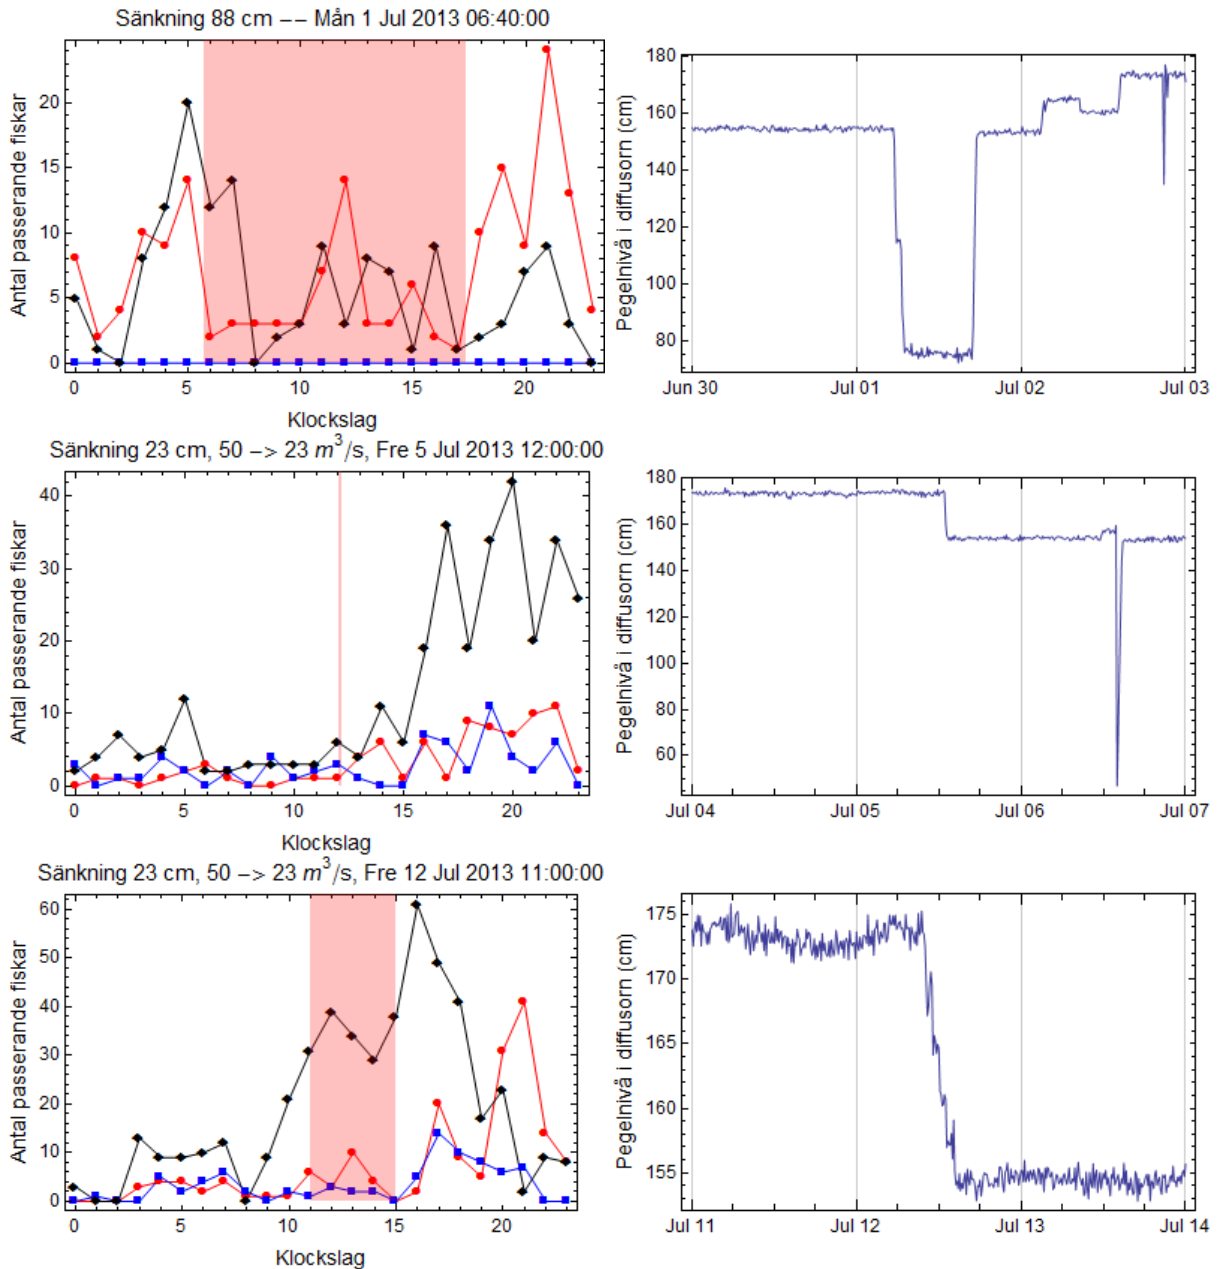 Sänkning 88 cm −− Mån 1 Jul 2013 06:40:00
Antal passerande fiskar
20
15
10
5
0
0 5 10 15 20
Klockslag
Pegelnivå i diffusorn (cm)
180
160
140
120
100
80
Jun 30 Jul 01 Jul 02 Jul 03
Sänkning 23 cm, 50 −> 23 m³/s, Fre 5 Jul 2013 12:00:00
Antal passerande fiskar
40
30
20
10
0
0 5 10 15 20
Klockslag
Pegelnivå i diffusorn (cm)
180
160
140
120
100
80
60
Jul 04 Jul 05 Jul 06 Jul 07
Sänkning 23 cm, 50 −> 23 m³/s, Fre 12 Jul 2013 11:00:00
Antal passerande fiskar
60
50
40
30
20
10
0
0 5 10 15 20
Klockslag
Pegelnivå i diffusorn (cm)
175
170
165
160
155
Jul 11 Jul 12 Jul 13 Jul 14